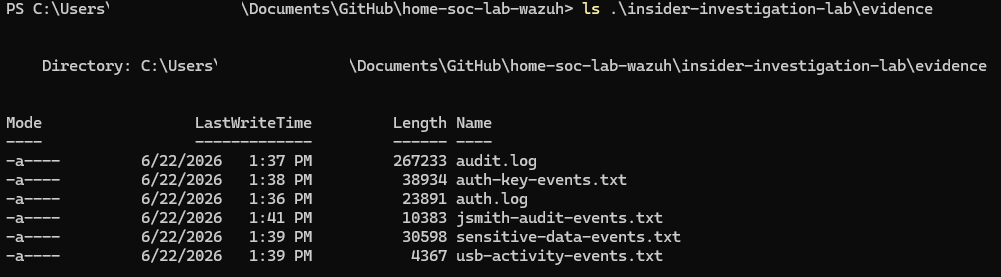 PS C:\Users\ \Documents\GitHub\home-soc-lab-wazuh> ls .\insider-investigation-lab\evidence
Directory: C:\Users\ \Documents\GitHub\home-soc-lab-wazuh\insider-investigation-lab\evidence
Mode LastWriteTime Length Name
---- ------------- ------ ----
-a---- 6/22/2026 1:37 PM 267233 audit.log
-a---- 6/22/2026 1:38 PM 38934 auth-key-events.txt
-a---- 6/22/2026 1:36 PM 23891 auth.log
-a---- 6/22/2026 1:41 PM 10383 jsmith-audit-events.txt
-a---- 6/22/2026 1:39 PM 30598 sensitive-data-events.txt
-a---- 6/22/2026 1:39 PM 4367 usb-activity-events.txt